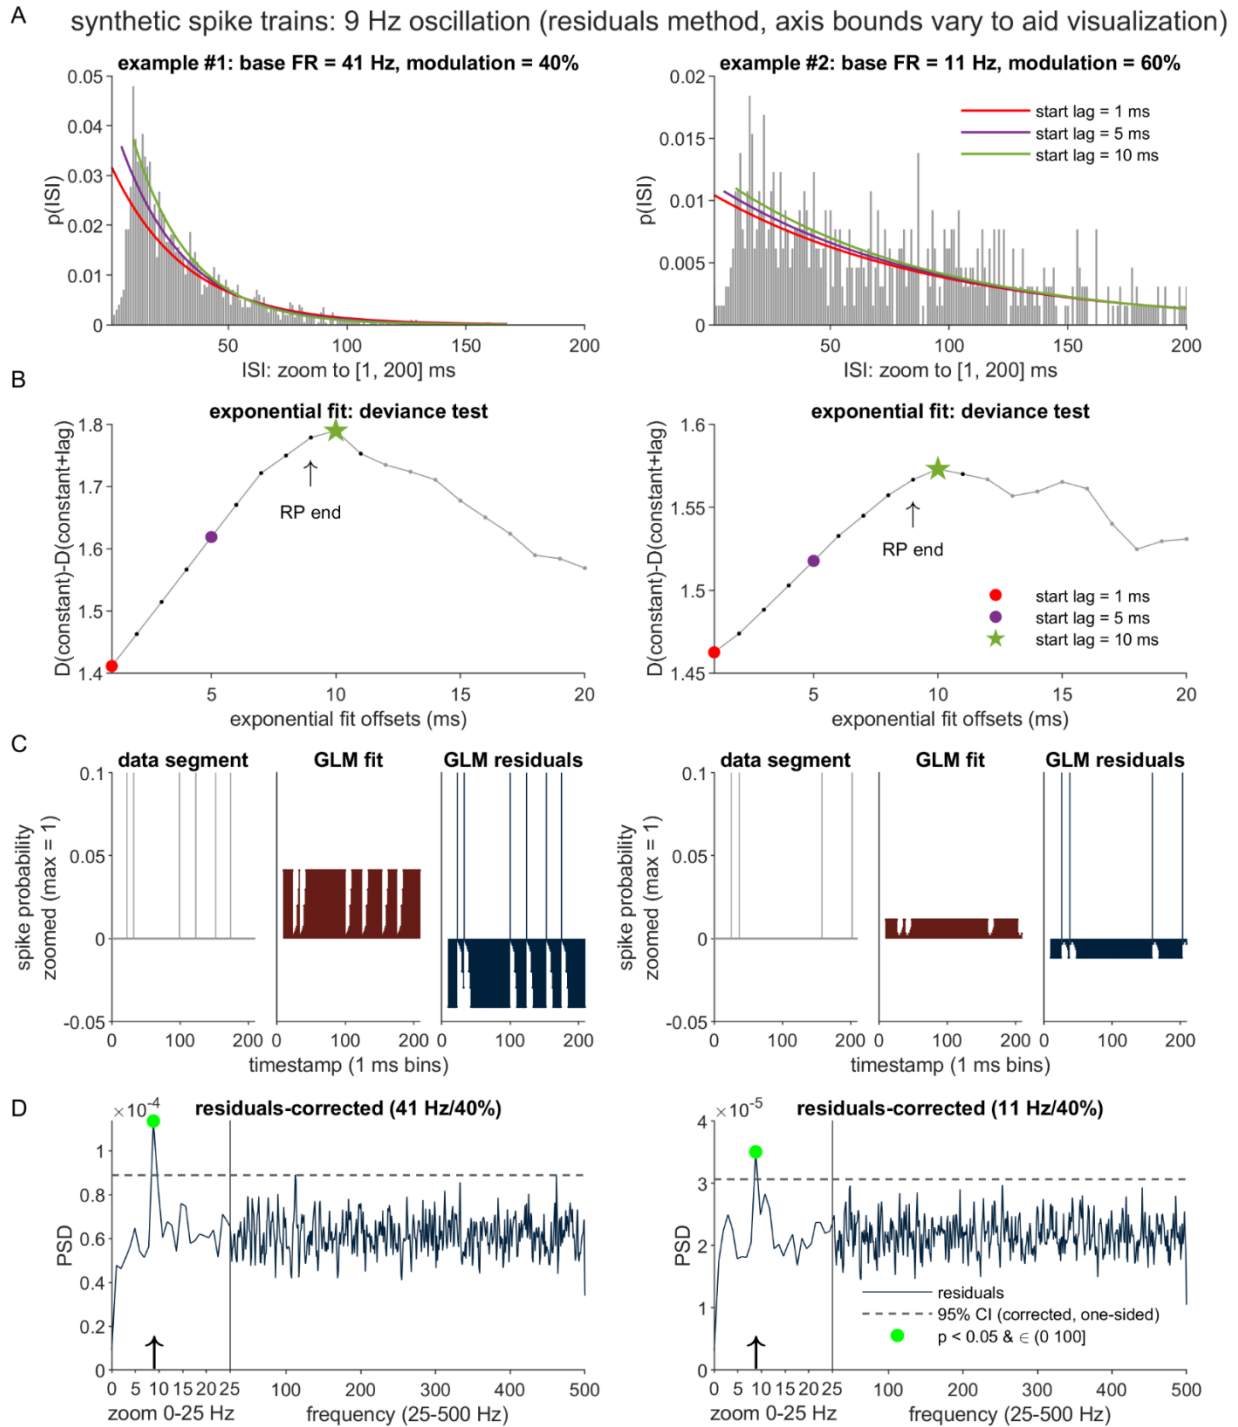 A
synthetic spike trains: 9 Hz oscillation (residuals method, axis bounds vary to aid visualization)
example #1: base FR = 41 Hz, modulation = 40%
0.05
0.04
0.03
0.02
0.01
0
p(ISI)
50 100 150 200
ISI: zoom to [1, 200] ms
example #2: base FR = 11 Hz, modulation = 60%
0.02
0.015
0.01
0.005
0
p(ISI)
start lag = 1 ms
start lag = 5 ms
start lag = 10 ms
50 100 150 200
ISI: zoom to [1, 200] ms
B
exponential fit: deviance test
1.8
1.7
1.6
1.5
1.4
D(constant)-D(constant+lag)
↑
RP end
5 10 15 20
exponential fit offsets (ms)
exponential fit: deviance test
1.6
1.55
1.5
1.45
D(constant)-D(constant+lag)
↑
RP end
start lag = 1 ms
start lag = 5 ms
start lag = 10 ms
5 10 15 20
exponential fit offsets (ms)
C
data segment GLM fit GLM residuals
0.1
0.05
0
-0.05
spike probability
zoomed (max = 1)
0 100 200 0 100 200 0 100 200
timestamp (1 ms bins)
data segment GLM fit GLM residuals
0.1
0.05
0
-0.05
spike probability
zoomed (max = 1)
0 100 200 0 100 200 0 100 200
timestamp (1 ms bins)
D
×10⁻⁴
residuals-corrected (41 Hz/40%)
1
0.8
0.6
0.4
0.2
0
PSD
↑
0 5 10 15 20 25 100 200 300 400 500
zoom 0-25 Hz frequency (25-500 Hz)
×10⁻⁵
residuals-corrected (11 Hz/40%)
4
3
2
1
0
PSD
↑
residuals
95% CI (corrected, one-sided)
p < 0.05 & ∈ (0 100]
0 5 10 15 20 25 100 200 300 400 500
zoom 0-25 Hz frequency (25-500 Hz)